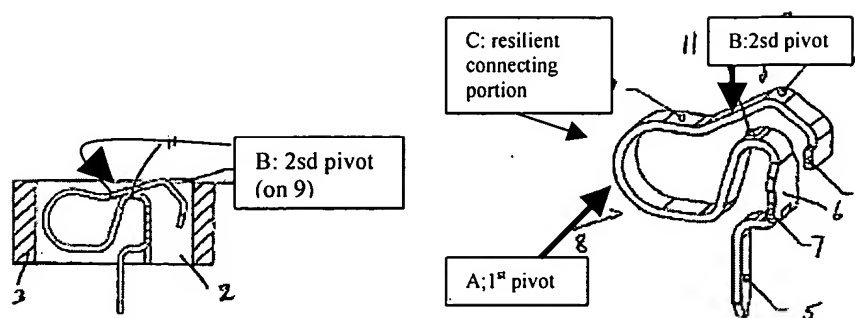 B: 2sd pivot
(on 9)
3
2
C: resilient
connecting
portion
11
B:2sd pivot
6
7
8
A;1st pivot
5